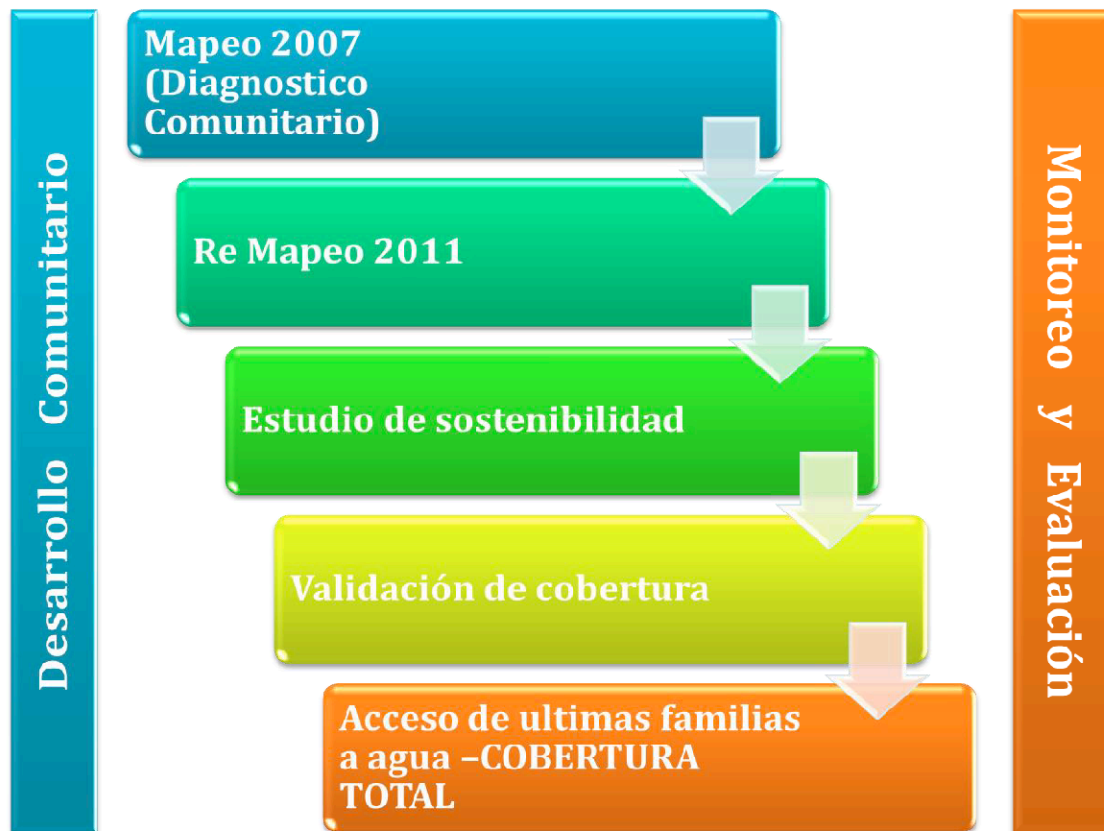 Desarrollo Comunitario
Mapeo 2007
(Diagnostico
Comunitario)
Re Mapeo 2011
Estudio de sostenibilidad
Validación de cobertura
Acceso de ultimas familias
a agua –COBERTURA
TOTAL
Monitoreo y Evaluación